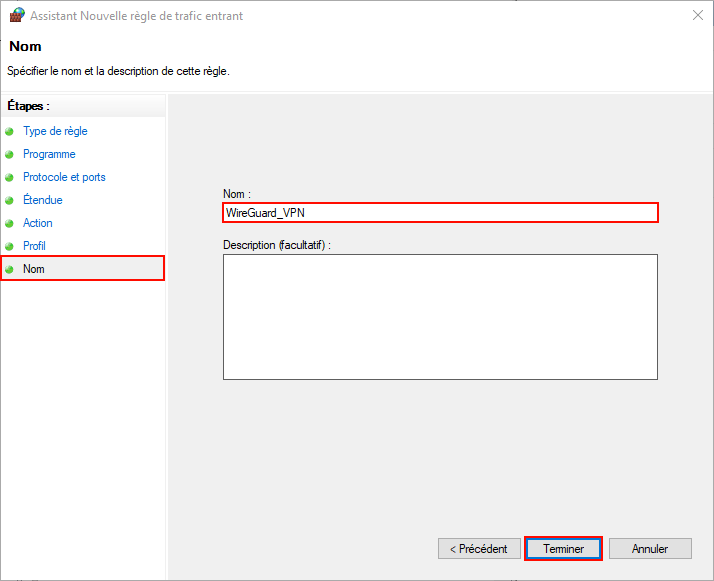 Assistant Nouvelle règle de trafic entrant
Nom
Spécifier le nom et la description de cette règle.
Étapes :
Type de règle
Programme
Protocole et ports
Étendue
Action
Profil
Nom
Nom :
WireGuard_VPN
Description (facultatif) :
< Précédent
Terminer
Annuler